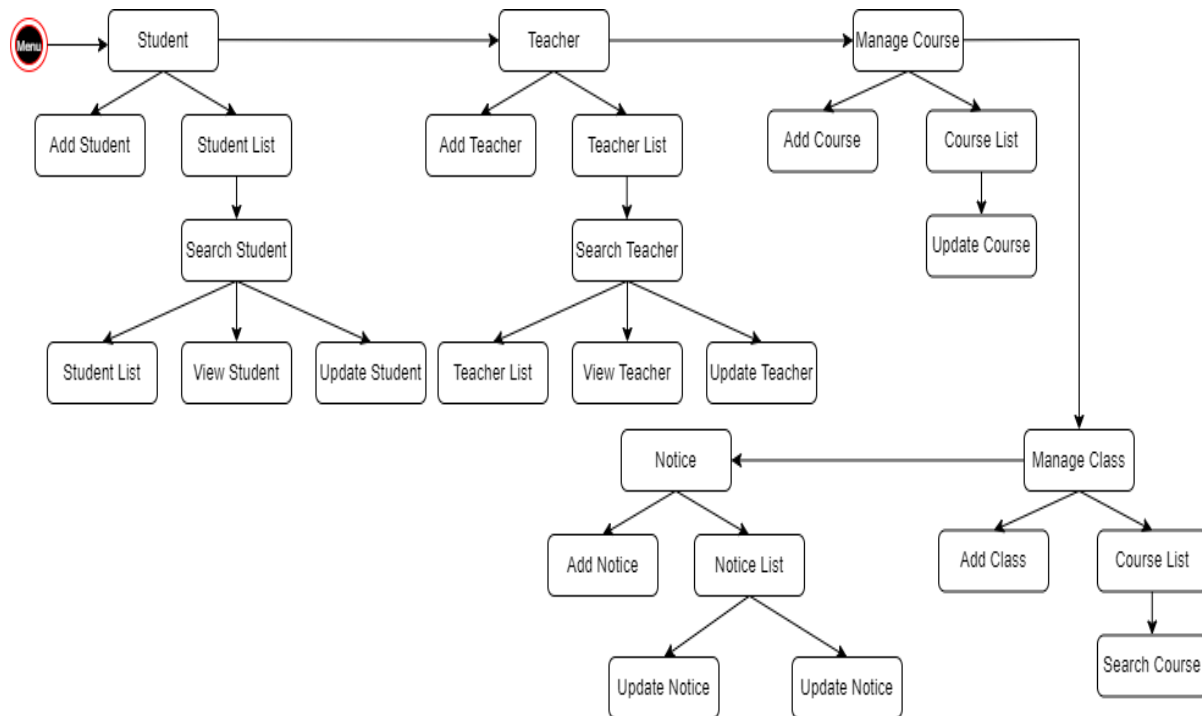 Menu
Student
Teacher
Manage Course
Add Student
Student List
Add Teacher
Teacher List
Add Course
Course List
Search Student
Search Teacher
Update Course
Student List
View Student
Update Student
Teacher List
View Teacher
Update Teacher
Notice
Manage Class
Add Notice
Notice List
Add Class
Course List
Update Notice
Update Notice
Search Course